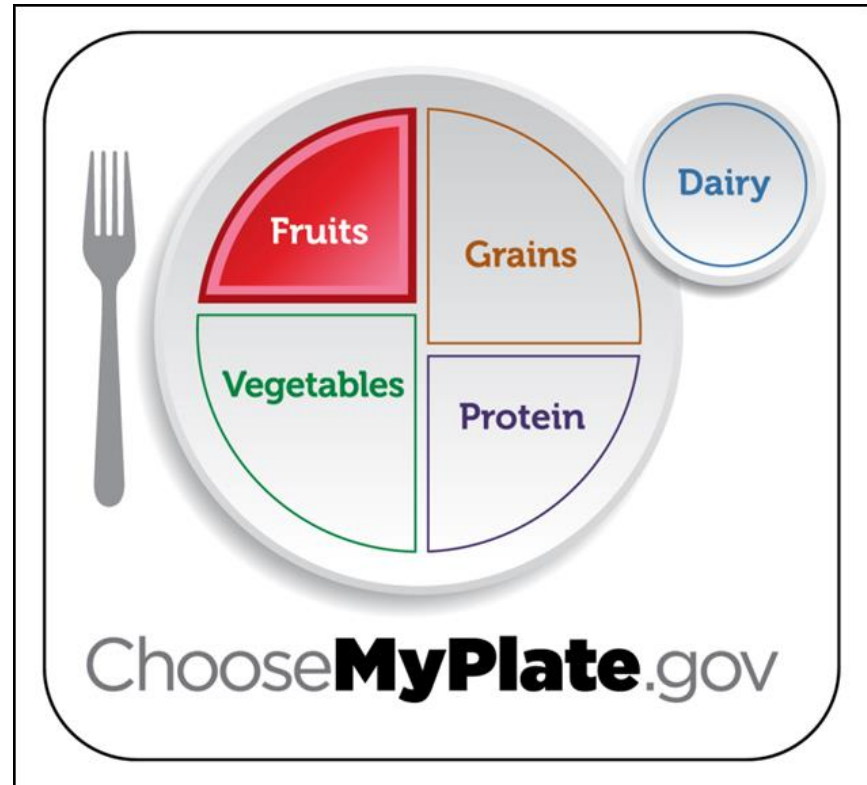 Fruits
Grains
Dairy
Vegetables
Protein
ChooseMyPlate.gov